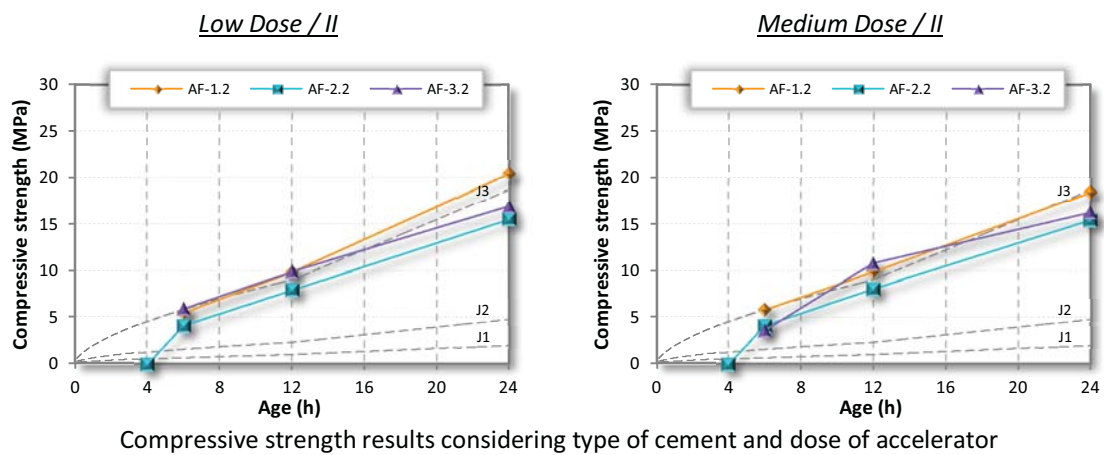 Low Dose / II
Medium Dose / II
Compressive strength (MPa)
30
25
20
15
10
5
0
AF-1.2 AF-2.2 AF-3.2
J3
J2
J1
0 4 8 12 16 20 24
Age (h)
Compressive strength (MPa)
30
25
20
15
10
5
0
AF-1.2 AF-2.2 AF-3.2
J3
J2
J1
0 4 8 12 16 20 24
Age (h)
Compressive strength results considering type of cement and dose of accelerator